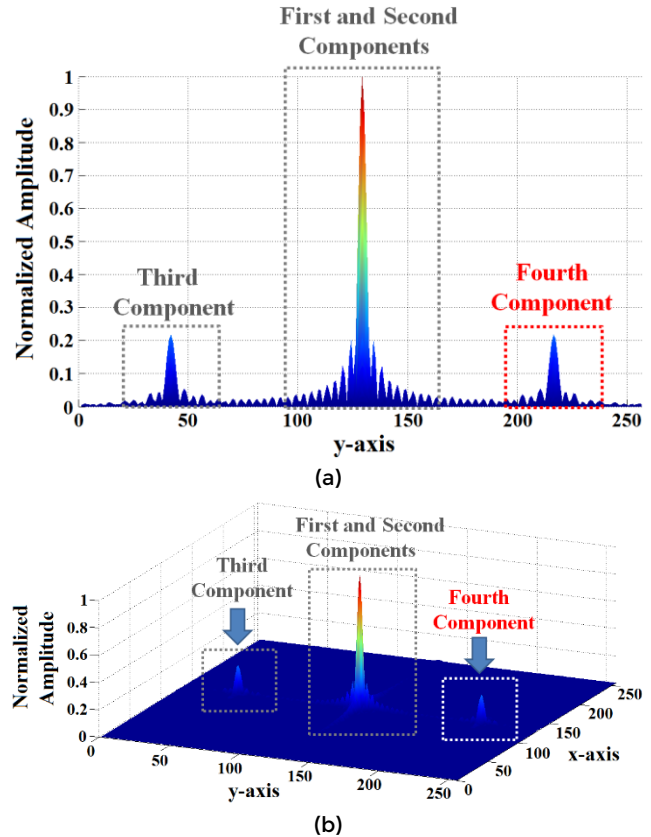 First and Second
Components
1
0.9
0.8
0.7
0.6
0.5
0.4
0.3
0.2
0.1
0
Normalized Amplitude
Third
Component
Fourth
Component
0 50 100 150 200 250
y-axis
(a)
First and Second
Components
Third
Component
Fourth
Component
Normalized
Amplitude
1
0.8
0.6
0.4
0.2
0
0 50 100 150 200 250
y-axis
0 50 100 150 200 250
x-axis
(b)